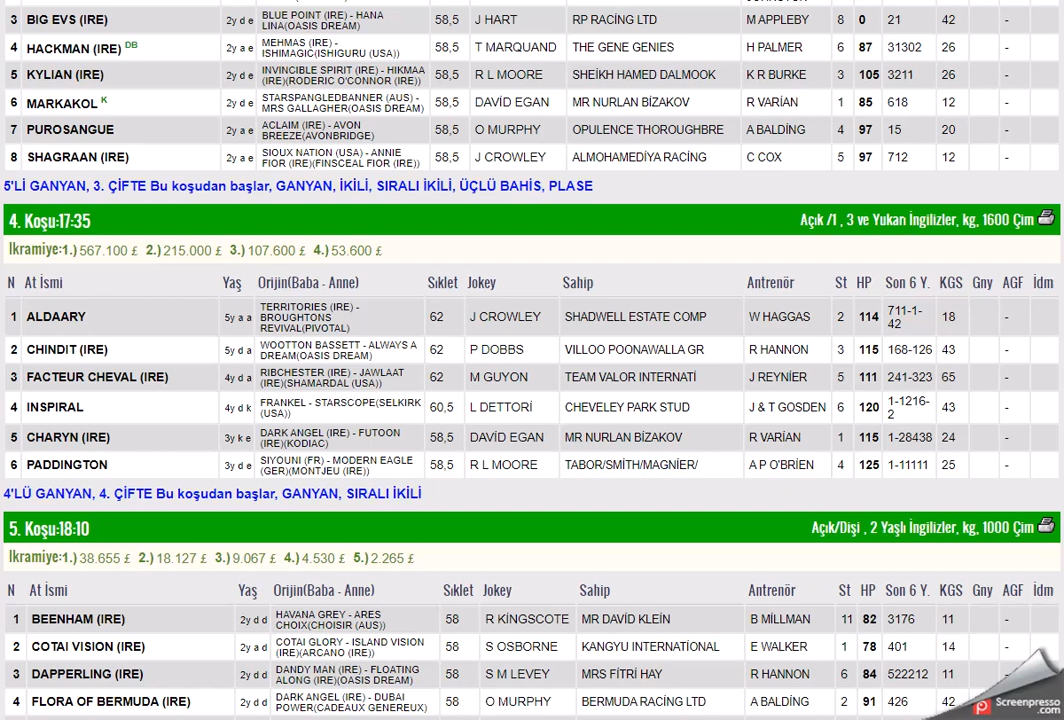 3 BIG EVS (IRE) 2y d e BLUE POINT (IRE) - HANA LINA(OASIS DREAM) 58,5 J HART RP RACİNG LTD M APPLEBY 8 0 21 42 -
4 HACKMAN (IRE) DB 2y a e MEHMAS (IRE) - ISHIMAGIC(ISHIGURU (USA)) 58,5 T MARQUAND THE GENE GENIES H PALMER 6 87 31302 26 -
5 KYLIAN (IRE) 2y d e INVINCIBLE SPIRIT (IRE) - HIKMAA (IRE)(RODERIC O'CONNOR (IRE)) 58,5 R L MOORE SHEİKH HAMED DALMOOK K R BURKE 3 105 3211 26 -
6 MARKAKOL K 2y d e STARSPANGLEDBANNER (AUS) - MRS GALLAGHER(OASIS DREAM) 58,5 DAVİD EGAN MR NURLAN BİZAKOV R VARİAN 1 85 618 12 -
7 PUROSANGUE 2y a e ACLAIM (IRE) - AVON BREEZE(AVONBRIDGE) 58,5 O MURPHY OPULENCE THOROUGHBRE A BALDİNG 4 97 15 20 -
8 SHAGRAAN (IRE) 2y a e SIOUX NATION (USA) - ANNIE FIOR (IRE)(FINSCEAL FIOR (IRE)) 58,5 J CROWLEY ALMOHAMEDİYA RACİNG C COX 5 97 712 12 -
5'Lİ GANYAN, 3. ÇİFTE Bu koşudan başlar, GANYAN, İKİLİ, SIRALI İKİLİ, ÜÇLÜ BAHİS, PLASE
4. Koşu:17:35 Açık /1 , 3 ve Yukarı İngilizler, kg, 1600 Çim
Ikramiye:1.) 567.100 £ 2.) 215.000 £ 3.) 107.600 £ 4.) 53.600 £
N At İsmi Yaş Orijin(Baba - Anne) Sıklet Jokey Sahip Antrenör St HP Son 6 Y. KGS Gny AGF İdm
1 ALDAARY 5y a a TERRITORIES (IRE) - BROUGHTONS REVIVAL(PIVOTAL) 62 J CROWLEY SHADWELL ESTATE COMP W HAGGAS 2 114 711-1-42 18 -
2 CHINDIT (IRE) 5y d a WOOTTON BASSETT - ALWAYS A DREAM(OASIS DREAM) 62 P DOBBS VILLOO POONAWALLA GR R HANNON 3 115 168-126 43 -
3 FACTEUR CHEVAL (IRE) 4y d a RIBCHESTER (IRE) - JAWLAAT (IRE)(SHAMARDAL (USA)) 62 M GUYON TEAM VALOR INTERNATİ J REYNİER 5 111 241-323 65 -
4 INSPIRAL 4y d k FRANKEL - STARSCOPE(SELKIRK (USA)) 60,5 L DETTORİ CHEVELEY PARK STUD J & T GOSDEN 6 120 1-1216-2 43 -
5 CHARYN (IRE) 3y k e DARK ANGEL (IRE) - FUTOON (IRE)(KODIAC) 58,5 DAVİD EGAN MR NURLAN BİZAKOV R VARİAN 1 115 1-28438 24 -
6 PADDINGTON 3y d e SIYOUNI (FR) - MODERN EAGLE (GER)(MONTJEU (IRE)) 58,5 R L MOORE TABOR/SMİTH/MAGNİER/ A P O'BRİEN 4 125 1-11111 25 -
4'LÜ GANYAN, 4. ÇİFTE Bu koşudan başlar, GANYAN, SIRALI İKİLİ
5. Koşu:18:10 Açık/Dişi , 2 Yaşlı İngilizler, kg, 1000 Çim
Ikramiye:1.) 38.655 £ 2.) 18.127 £ 3.) 9.067 £ 4.) 4.530 £ 5.) 2.265 £
N At İsmi Yaş Orijin(Baba - Anne) Sıklet Jokey Sahip Antrenör St HP Son 6 Y. KGS Gny AGF İdm
1 BEENHAM (IRE) 2y d d HAVANA GREY - ARES CHOIX(CHOISIR (AUS)) 58 R KİNGSCOTE MR DAVİD KLEİN B MİLLMAN 11 82 3176 11 -
2 COTAI VISION (IRE) 2y a d COTAI GLORY - ISLAND VISION (IRE)(ARCANO (IRE)) 58 S OSBORNE KANGYU INTERNATİONAL E WALKER 1 78 401 14 -
3 DAPPERLING (IRE) 2y d d DANDY MAN (IRE) - FLOATING ALONG (IRE)(OASIS DREAM) 58 S M LEVEY MRS FİTRİ HAY R HANNON 6 84 522212 11 -
4 FLORA OF BERMUDA (IRE) 2y d d DARK ANGEL (IRE) - DUBAI POWER(CADEAUX GENEREUX) 58 O MURPHY BERMUDA RACİNG LTD A BALDİNG 2 91 426 42 -
Screenpresso.com